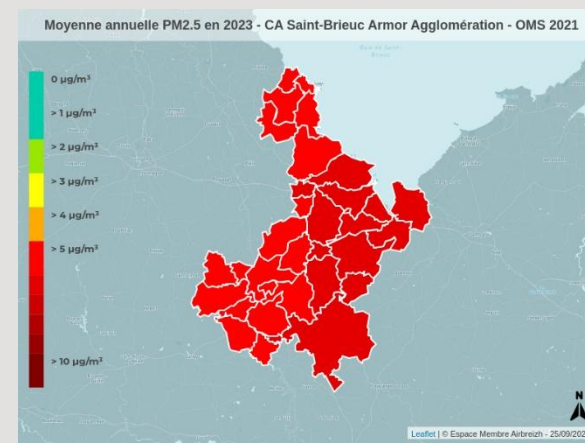 Moyenne annuelle PM2.5 en 2023 - CA Saint-Brieuc Armor Agglomération - OMS 2021
0 µg/m³
> 1 µg/m³
> 2 µg/m³
> 3 µg/m³
> 4 µg/m³
> 5 µg/m³
> 10 µg/m³
N
Leaflet | © Espace Membre Airbreizh - 25/09/202